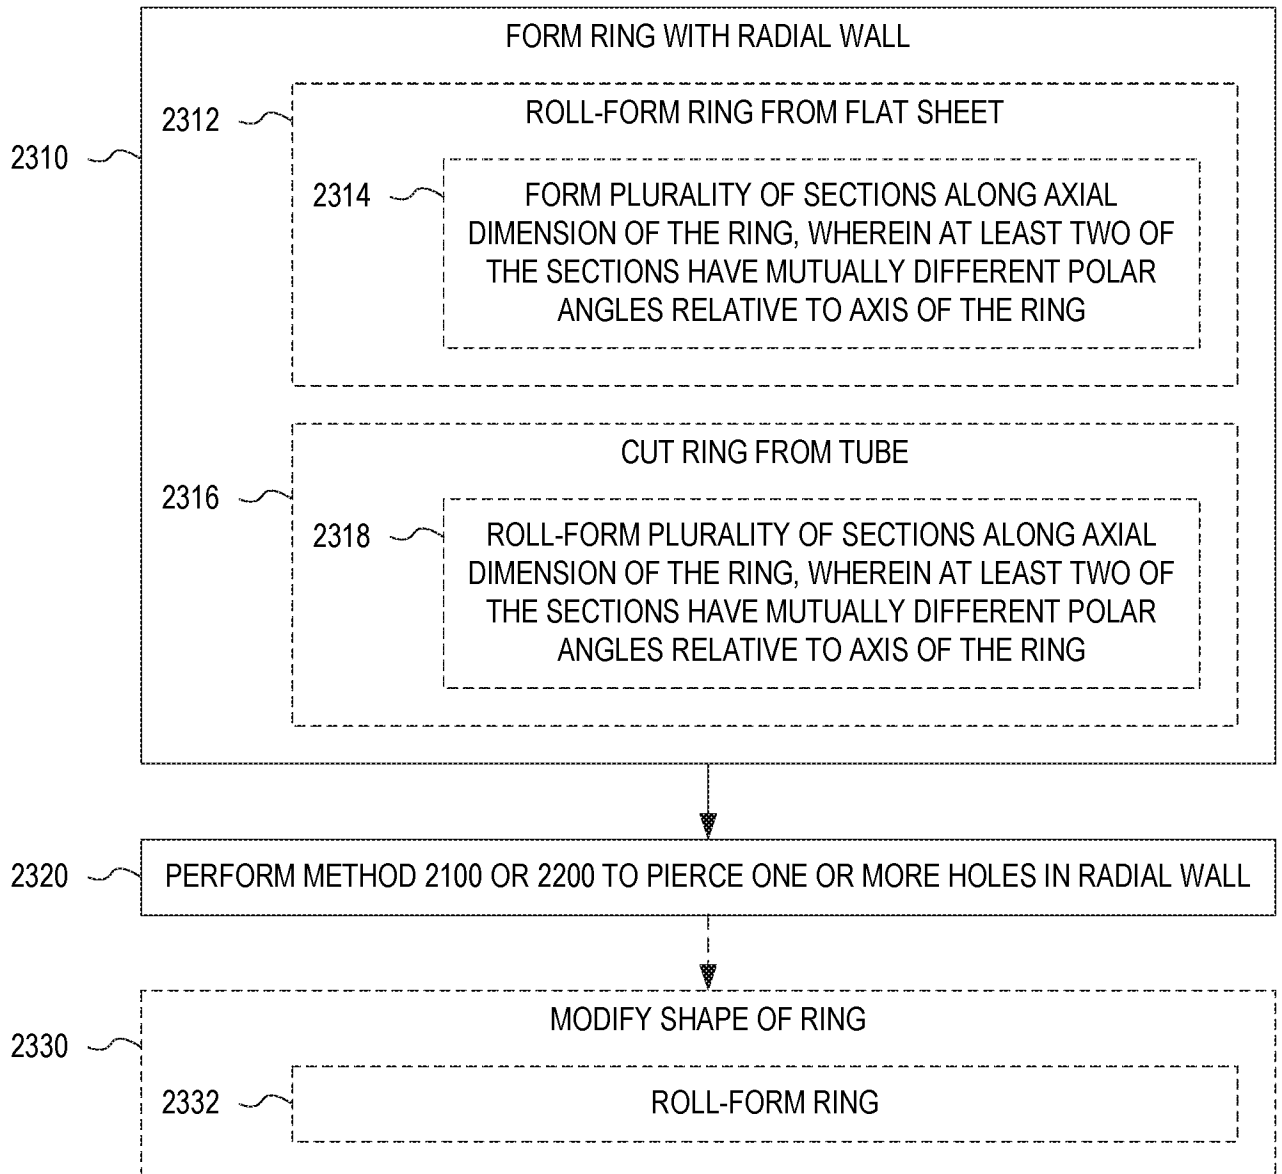 FORM RING WITH RADIAL WALL
2312
ROLL-FORM RING FROM FLAT SHEET
2310
2314
FORM PLURALITY OF SECTIONS ALONG AXIAL
DIMENSION OF THE RING, WHEREIN AT LEAST TWO OF
THE SECTIONS HAVE MUTUALLY DIFFERENT POLAR
ANGLES RELATIVE TO AXIS OF THE RING
CUT RING FROM TUBE
2316
2318
ROLL-FORM PLURALITY OF SECTIONS ALONG AXIAL
DIMENSION OF THE RING, WHEREIN AT LEAST TWO OF
THE SECTIONS HAVE MUTUALLY DIFFERENT POLAR
ANGLES RELATIVE TO AXIS OF THE RING
2320
PERFORM METHOD 2100 OR 2200 TO PIERCE ONE OR MORE HOLES IN RADIAL WALL
MODIFY SHAPE OF RING
2330
2332
ROLL-FORM RING